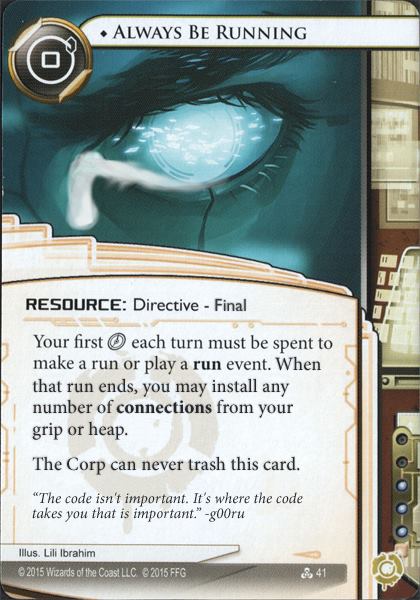 ALWAYS BE RUNNING
RESOURCE: Directive - Final
Your first each turn must be spent to
make a run or play a run event. When
that run ends, you may install any
number of connections from your
grip or heap.
The Corp can never trash this card.
“The code isn't important. It's where the code
takes you that is important.” -g00ru
Illus. Lili Ibrahim
© 2015 Wizards of the Coast LLC. © 2015 FFG
41